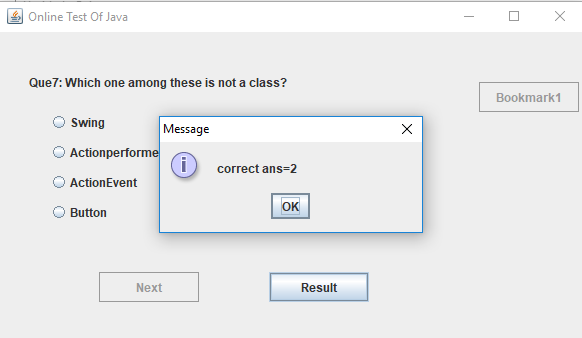 Online Test Of Java
Que7: Which one among these is not a class?
Bookmark1
Swing
Message
Actionperforme
correct ans=2
ActionEvent
OK
Button
Next
Result